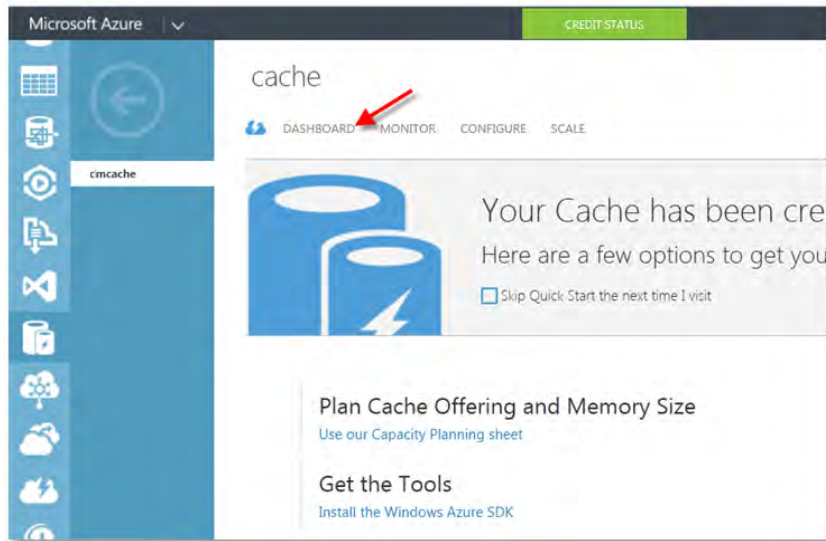 Microsoft Azure
CREDIT STATUS
cache
DASHBOARD MONITOR CONFIGURE SCALE
cimcache
Your Cache has been cre
Here are a few options to get you
Skip Quick Start the next time I visit
Plan Cache Offering and Memory Size
Use our Capacity Planning sheet
Get the Tools
Install the Windows Azure SDK